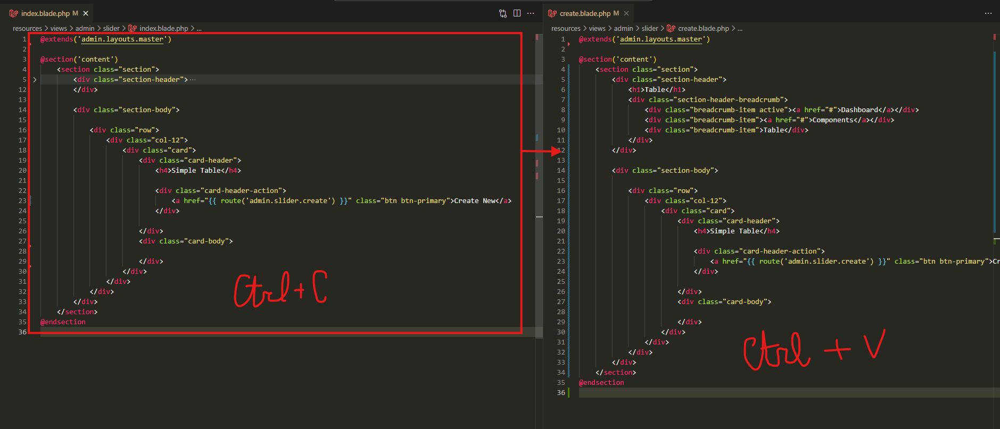 index.blade.php M
resources > views > admin > slider > index.blade.php > ...
1 @extends('admin.layouts.master')
2
3 @section('content')
4 <section class="section">
5 <div class="section-header"> ...
12 </div>
13
14 <div class="section-body">
15
16 <div class="row">
17 <div class="col-12">
18 <div class="card">
19 <div class="card-header">
20 <h4>Simple Table</h4>
21
22 <div class="card-header-action">
23 <a href="{{ route('admin.slider.create') }}" class="btn btn-primary">Create New</a>
24 </div>
25
26 </div>
27 <div class="card-body">
28
29 </div>
30 </div>
31 </div>
32 </div>
33 </div>
34 </section>
35 @endsection
36
Ctrl+C
create.blade.php M
resources > views > admin > slider > create.blade.php > ...
1 @extends('admin.layouts.master')
2
3 @section('content')
4 <section class="section">
5 <div class="section-header">
6 <h1>Table</h1>
7 <div class="section-header-breadcrumb">
8 <div class="breadcrumb-item active"><a href="#">Dashboard</a></div>
9 <div class="breadcrumb-item"><a href="#">Components</a></div>
10 <div class="breadcrumb-item">Table</div>
11 </div>
12 </div>
13
14 <div class="section-body">
15
16 <div class="row">
17 <div class="col-12">
18 <div class="card">
19 <div class="card-header">
20 <h4>Simple Table</h4>
21
22 <div class="card-header-action">
23 <a href="{{ route('admin.slider.create') }}" class="btn btn-primary">Cr
24 </div>
25
26 </div>
27 <div class="card-body">
28
29 </div>
30 </div>
31 </div>
32 </div>
33 </div>
34 </section>
35 @endsection
36
Ctrl + V